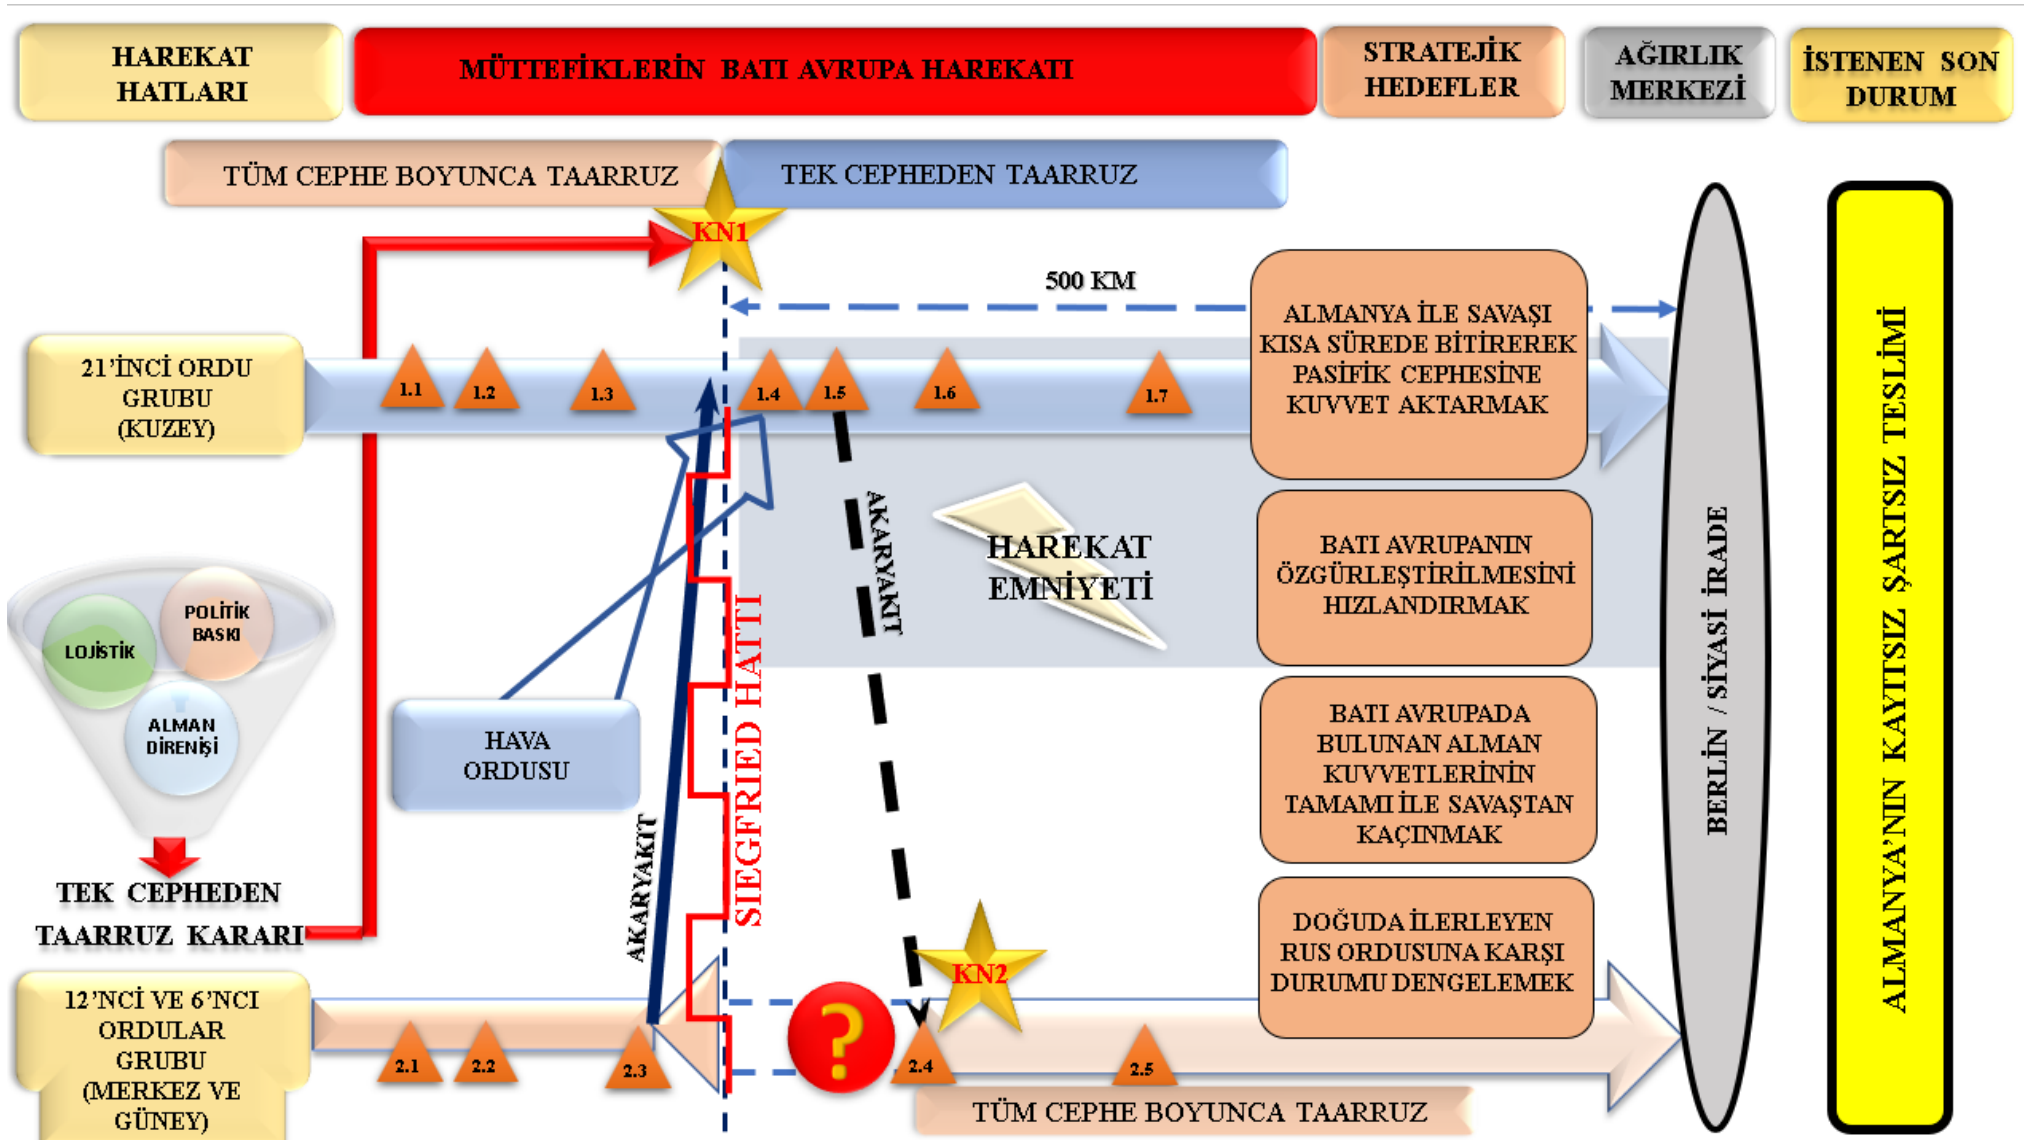 HAREKAT
HATLARI
MÜTTEFİKLERİN BATI AVRUPA HAREKATI
STRATEJİK
HEDEFLER
AĞIRLIK
MERKEZİ
İSTENEN SON
DURUM
TÜM CEPHE BOYUNCA TAARRUZ
TEK CEPHEDEN TAARRUZ
KN1
500 KM
21'İNCİ ORDU
GRUBU
(KUZEY)
1.1
1.2
1.3
1.4
1.5
1.6
1.7
ALMANYA İLE SAVAŞI
KISA SÜREDE BİTİREREK
PASİFİK CEPHESİNE
KUVVET AKTARMAK
AKARYAKIT
HAREKAT
EMNİYETİ
BATI AVRUPANIN
ÖZGÜRLEŞTİRİLMESİNİ
HIZLANDIRMAK
POLİTİK
BASKI
LOJİSTİK
ALMAN
DİRENİŞİ
HAVA
ORDUSU
SIEGFRIED HATTI
BATI AVRUPADA
BULUNAN ALMAN
KUVVETLERİNİN
TAMAMI İLE SAVAŞTAN
KAÇINMAK
BERLİN / SİYASİ İRADE
ALMANYA'NIN KAYITSIZ ŞARTSIZ TESLİMİ
AKARYAKIT
TEK CEPHEDEN
TAARRUZ KARARI
DOĞUDA İLERLEYEN
RUS ORDUSUNA KARŞI
DURUMU DENGELEMEK
KN2
12'NCİ VE 6'NCI
ORDULAR
GRUBU
(MERKEZ VE
GÜNEY)
2.1
2.2
2.3
?
2.4
2.5
TÜM CEPHE BOYUNCA TAARRUZ